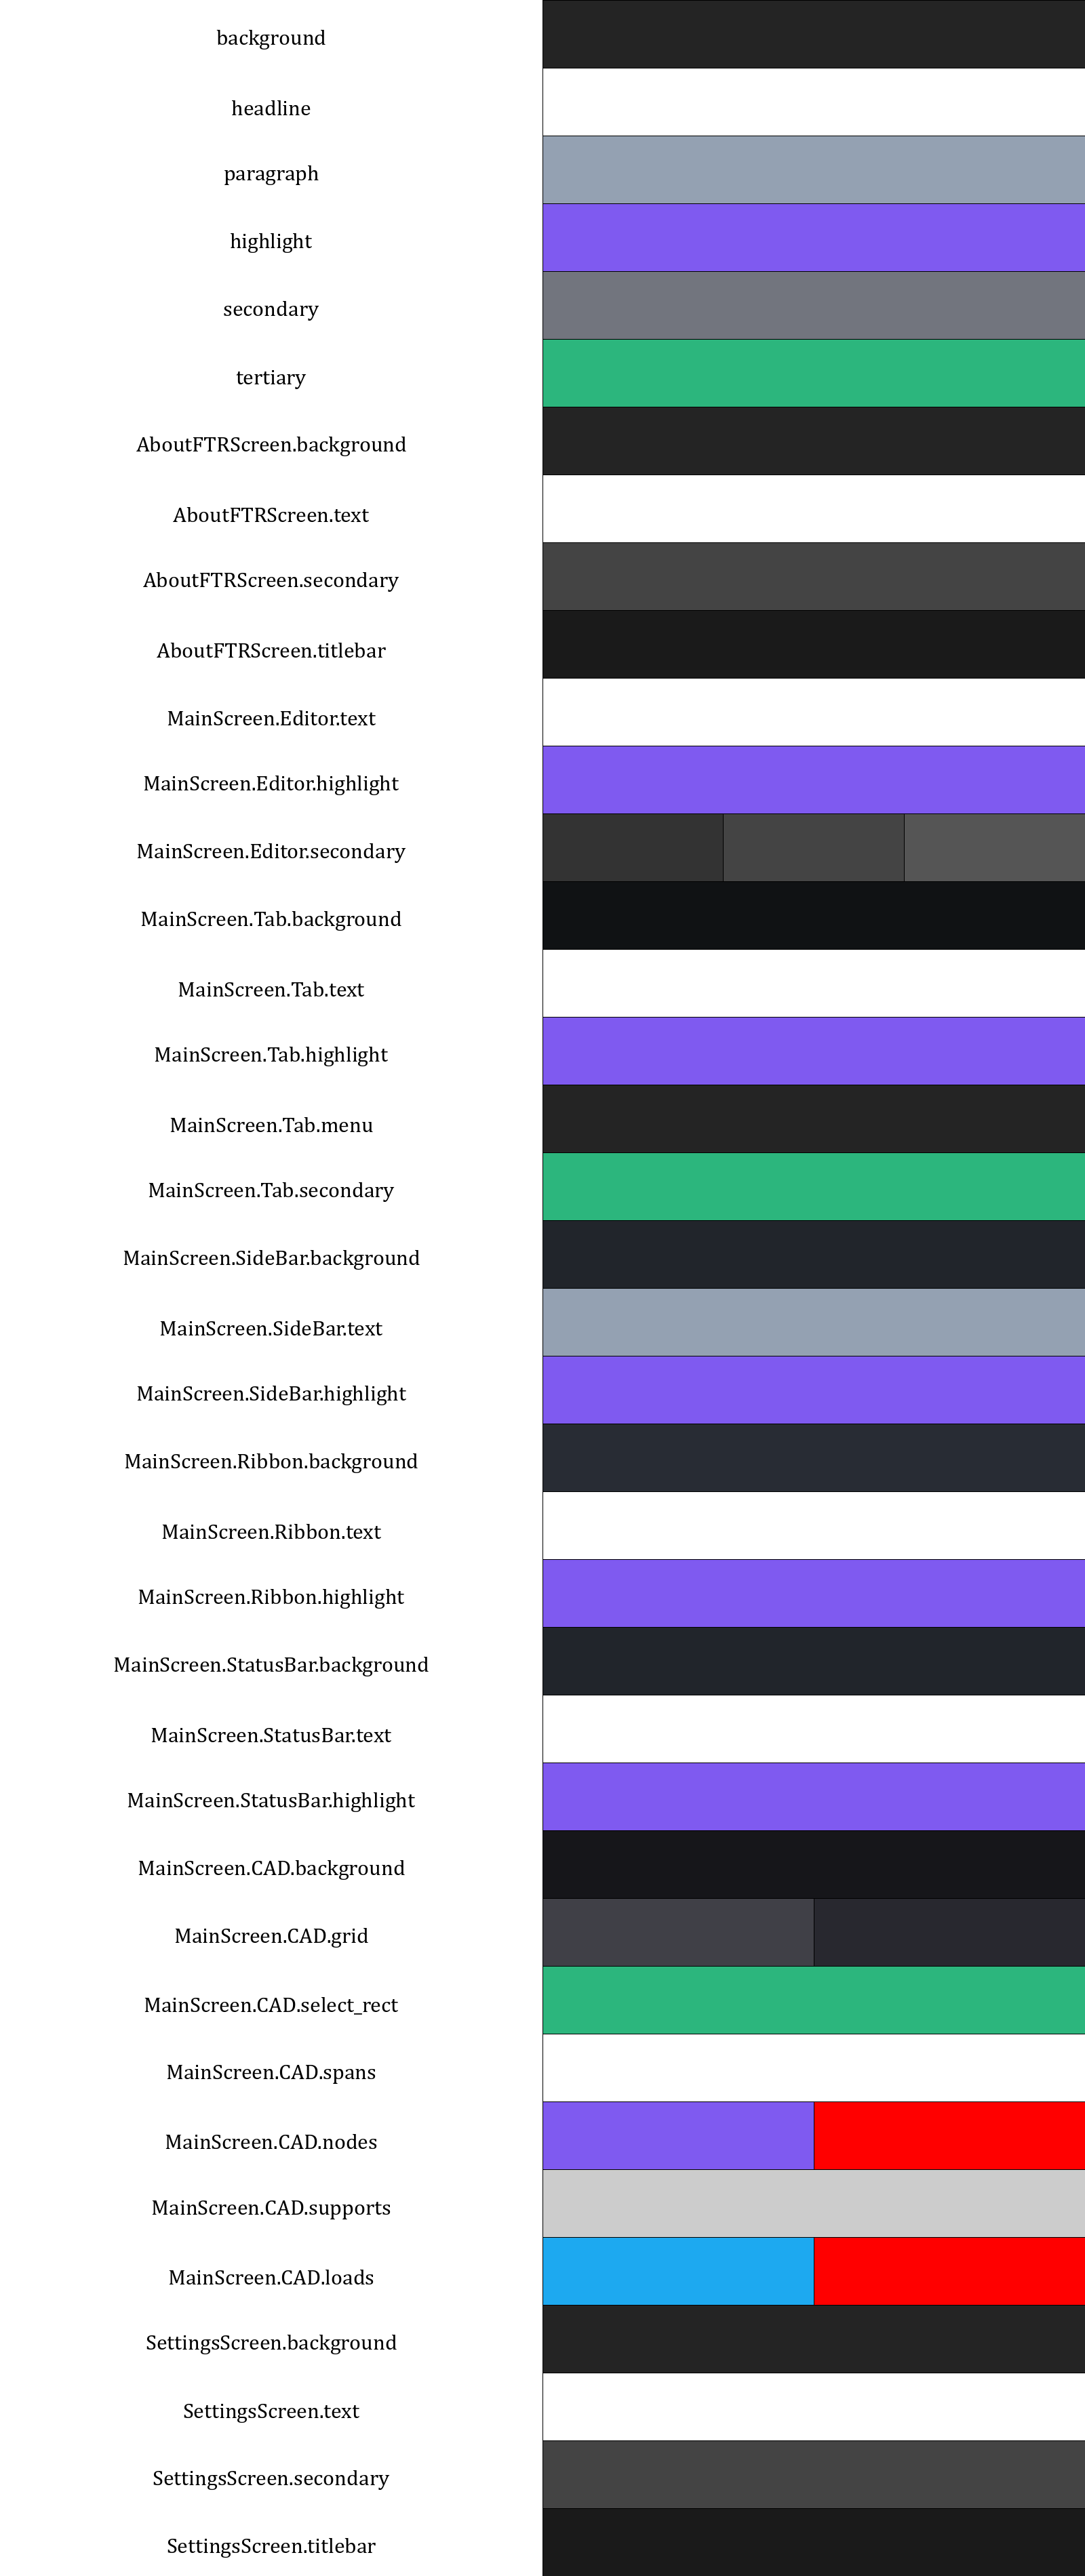 background
headline
paragraph
highlight
secondary
tertiary
AboutFTRScreen.background
AboutFTRScreen.text
AboutFTRScreen.secondary
AboutFTRScreen.titlebar
MainScreen.Editor.text
MainScreen.Editor.highlight
MainScreen.Editor.secondary
MainScreen.Tab.background
MainScreen.Tab.text
MainScreen.Tab.highlight
MainScreen.Tab.menu
MainScreen.Tab.secondary
MainScreen.SideBar.background
MainScreen.SideBar.text
MainScreen.SideBar.highlight
MainScreen.Ribbon.background
MainScreen.Ribbon.text
MainScreen.Ribbon.highlight
MainScreen.StatusBar.background
MainScreen.StatusBar.text
MainScreen.StatusBar.highlight
MainScreen.CAD.background
MainScreen.CAD.grid
MainScreen.CAD.select_rect
MainScreen.CAD.spans
MainScreen.CAD.nodes
MainScreen.CAD.supports
MainScreen.CAD.loads
SettingsScreen.background
SettingsScreen.text
SettingsScreen.secondary
SettingsScreen.titlebar